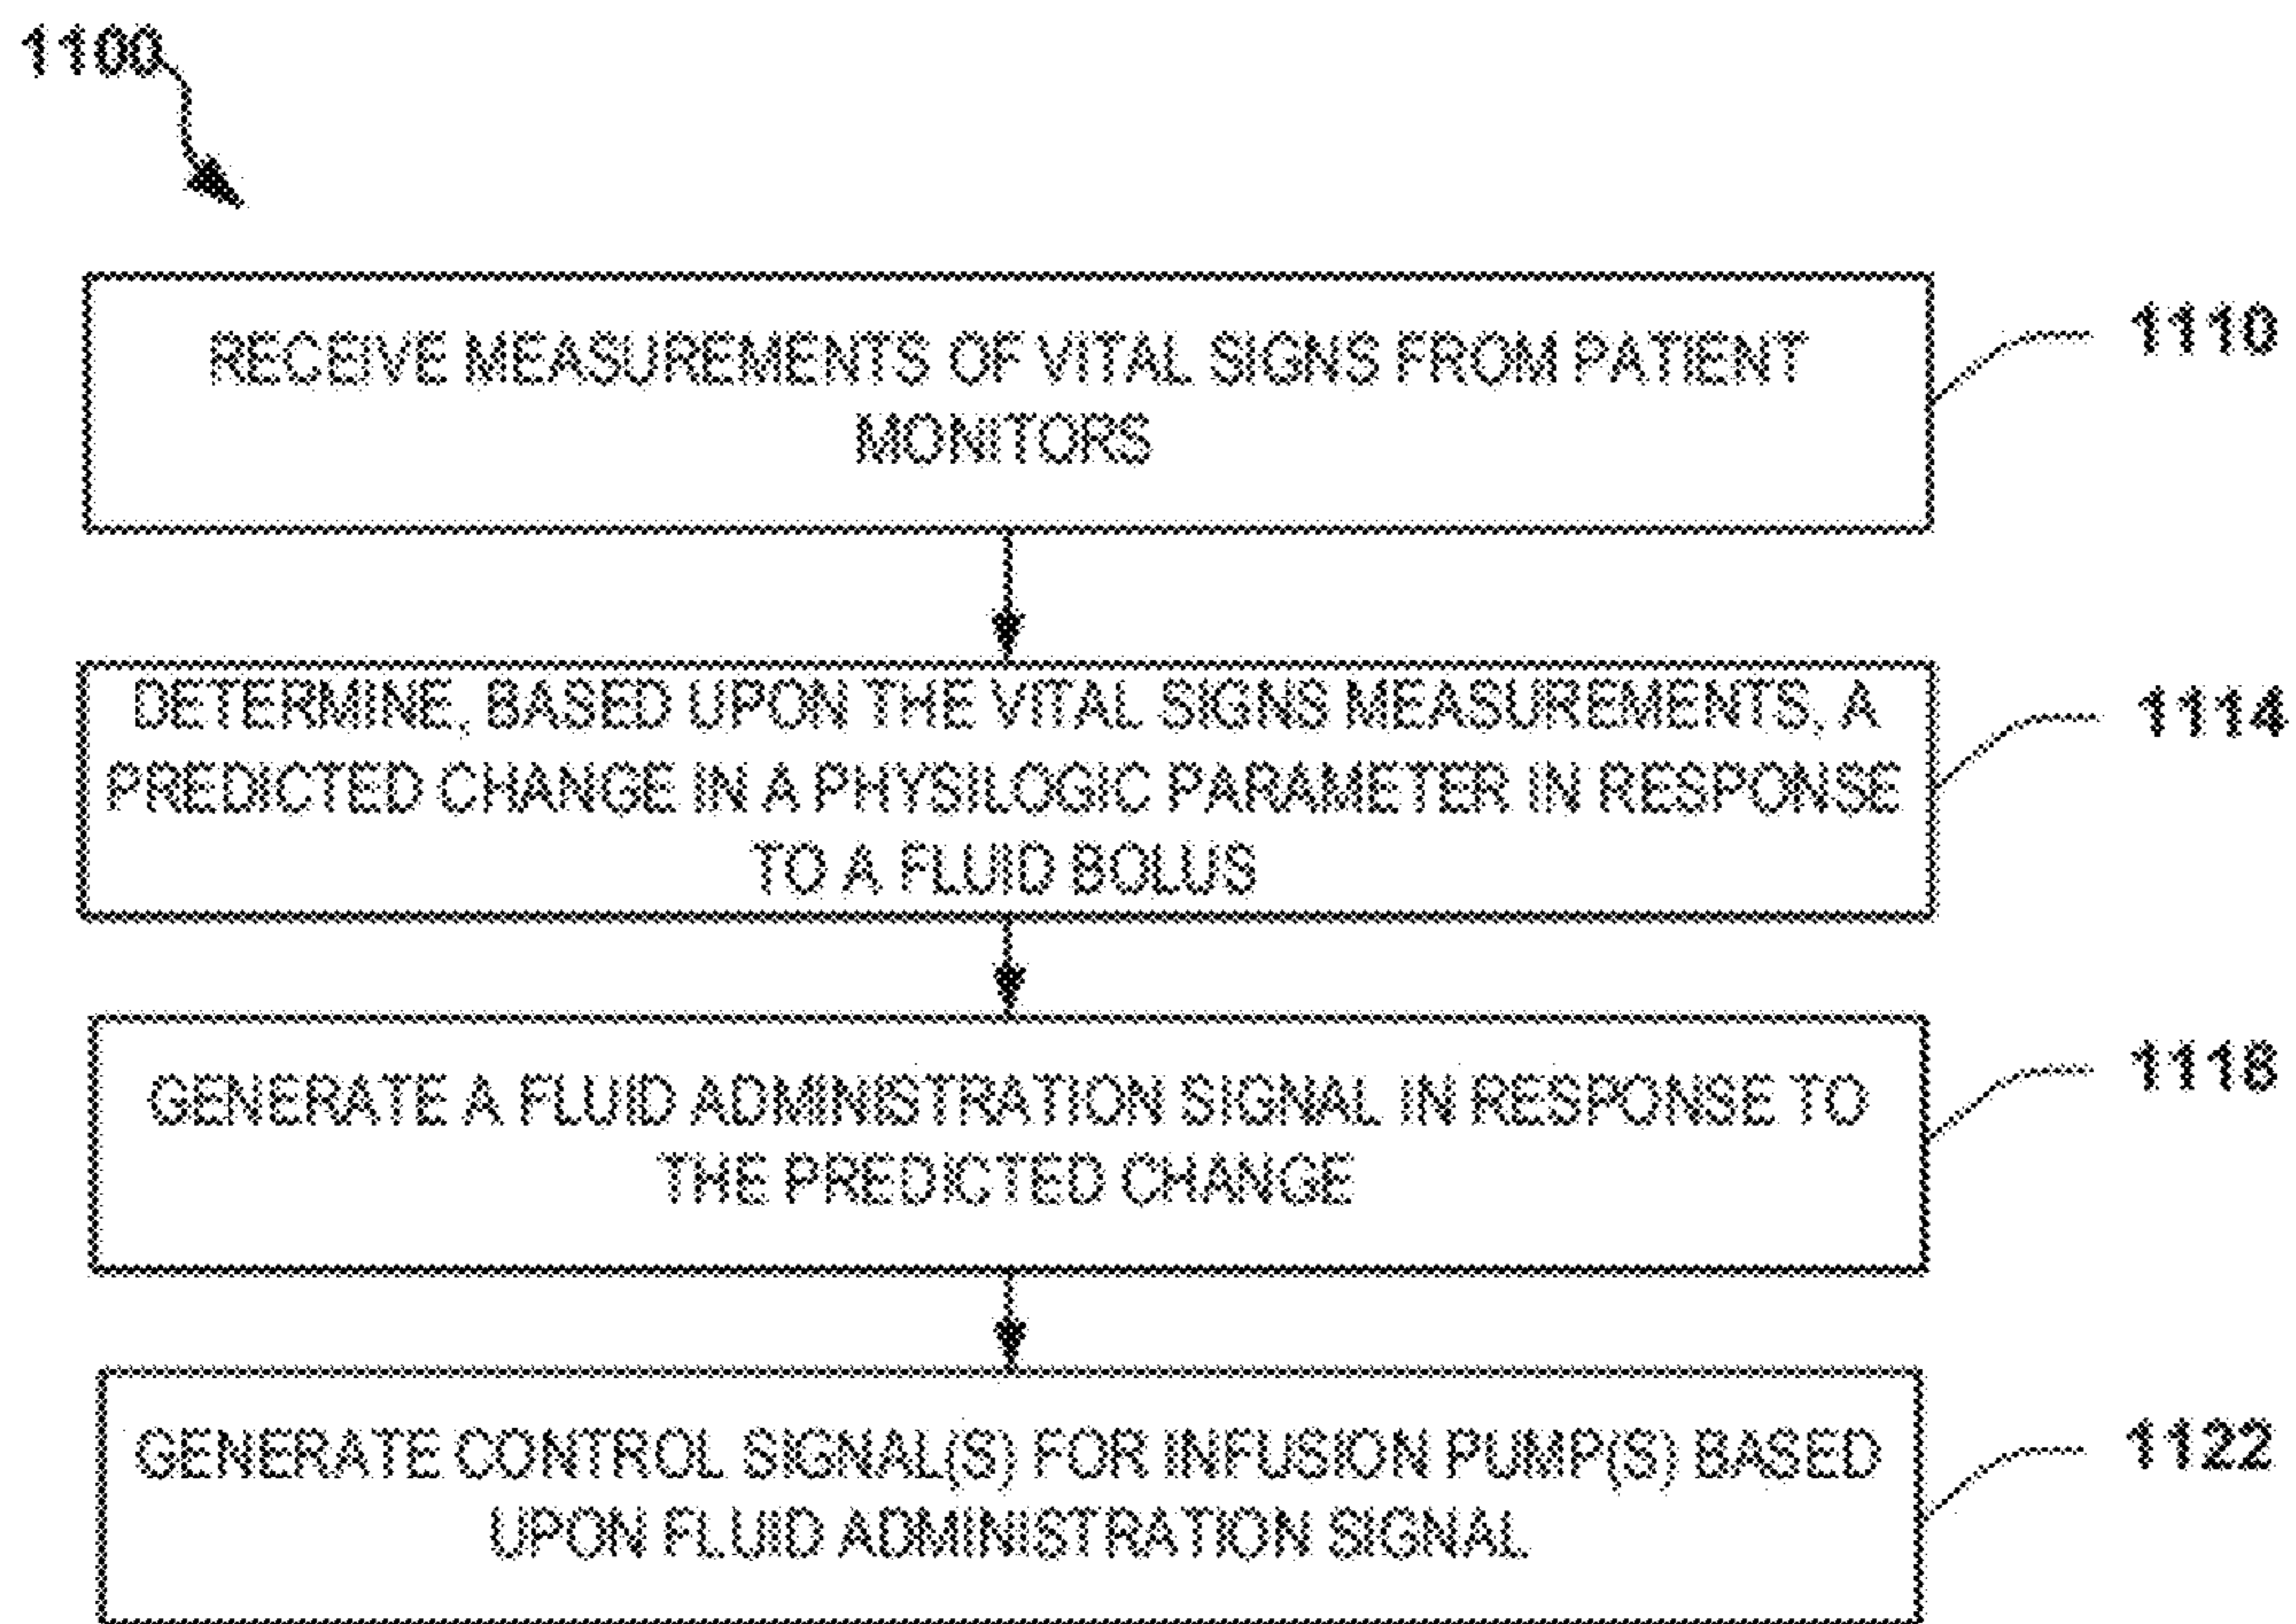 1100
RECEIVE MEASUREMENTS OF VITAL SIGNS FROM PATIENT
MONITORS
1110
DETERMINE, BASED UPON THE VITAL SIGNS MEASUREMENTS, A
PREDICTED CHANGE IN A PHYSILOGIC PARAMETER IN RESPONSE
TO A FLUID BOLUS
1114
GENERATE A FLUID ADMINISTRATION SIGNAL IN RESPONSE TO
THE PREDICTED CHANGE
1118
GENERATE CONTROL SIGNAL(S) FOR INFUSION PUMP(S) BASED
UPON FLUID ADMINISTRATION SIGNAL
1122